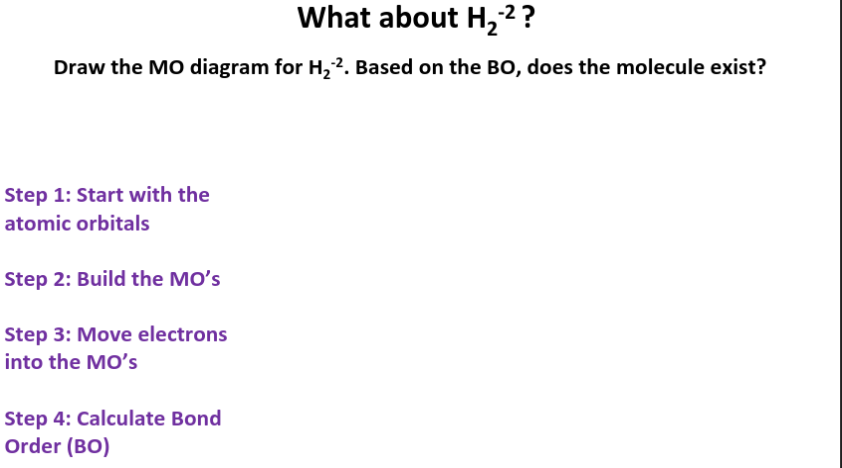 What about H₂⁻² ?
Draw the MO diagram for H₂⁻². Based on the BO, does the molecule exist?
Step 1: Start with the
atomic orbitals
Step 2: Build the MO’s
Step 3: Move electrons
into the MO’s
Step 4: Calculate Bond
Order (BO)